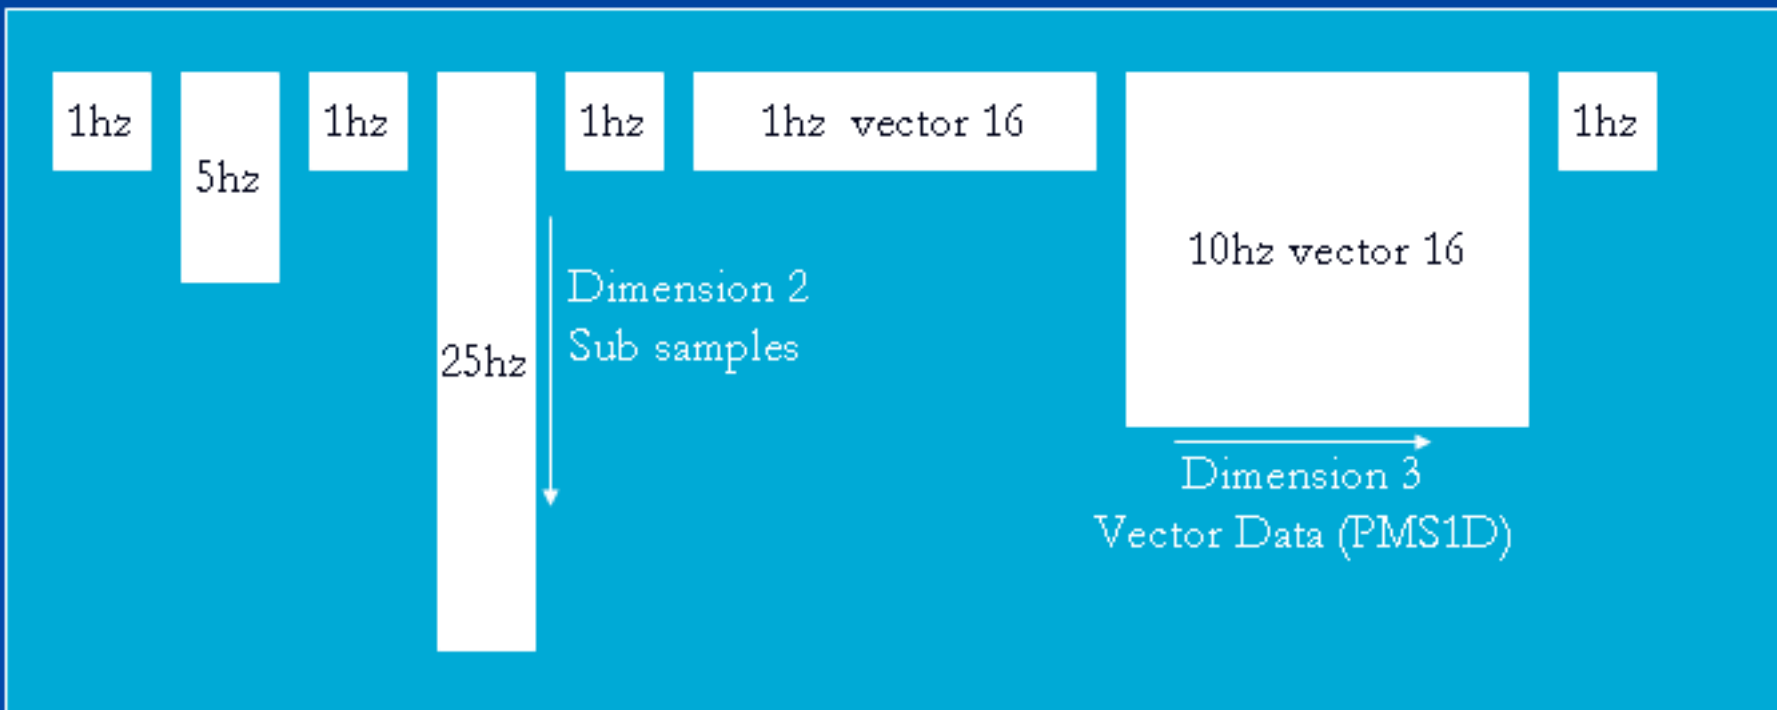 1hz
5hz
1hz
25hz
1hz
1hz vector 16
10hz vector 16
1hz
Dimension 2
Sub samples
Dimension 3
Vector Data (PMS1D)